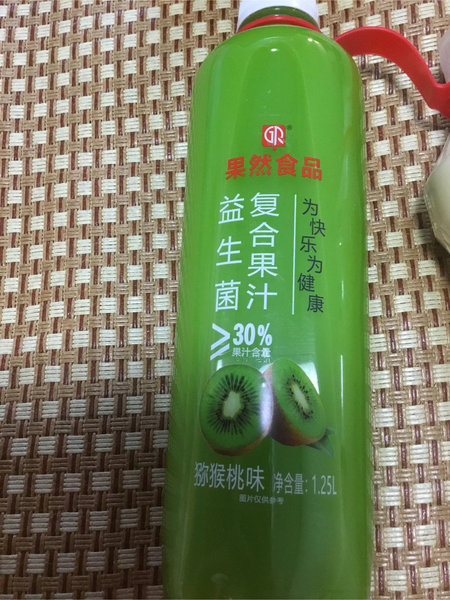 果然食品
复合果汁
益生菌
为快乐为健康
≥30%
果汁含量
猕猴桃味 净含量: 1.25L
图片仅供参考